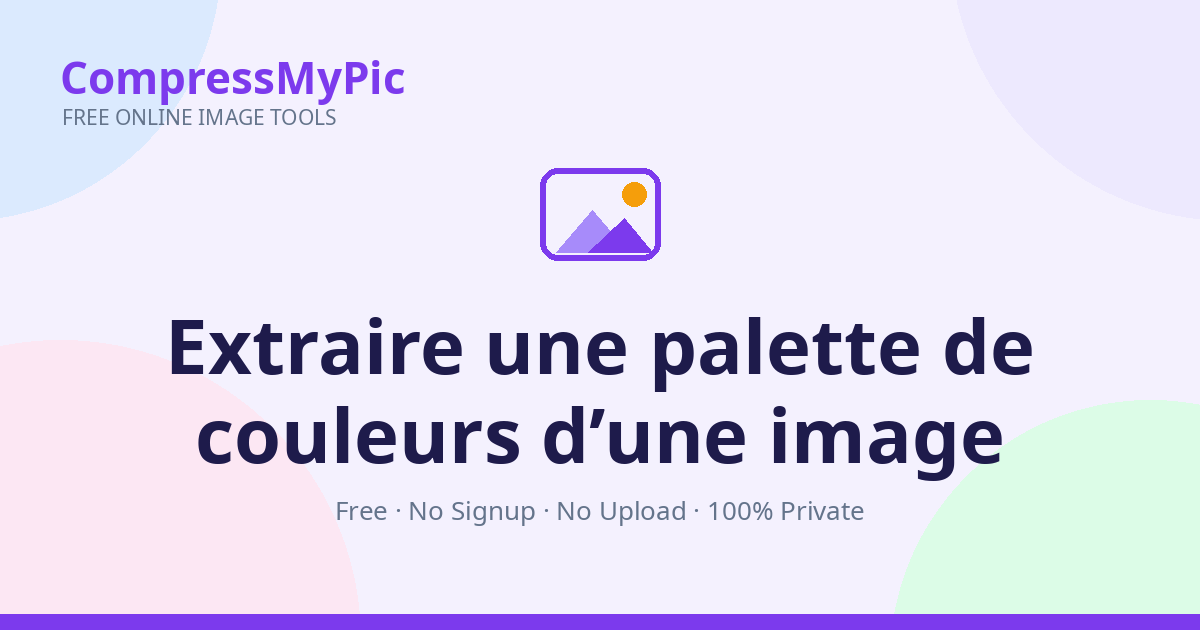 CompressMyPic
FREE ONLINE IMAGE TOOLS
Extraire une palette de
couleurs d’une image
Free · No Signup · No Upload · 100% Private